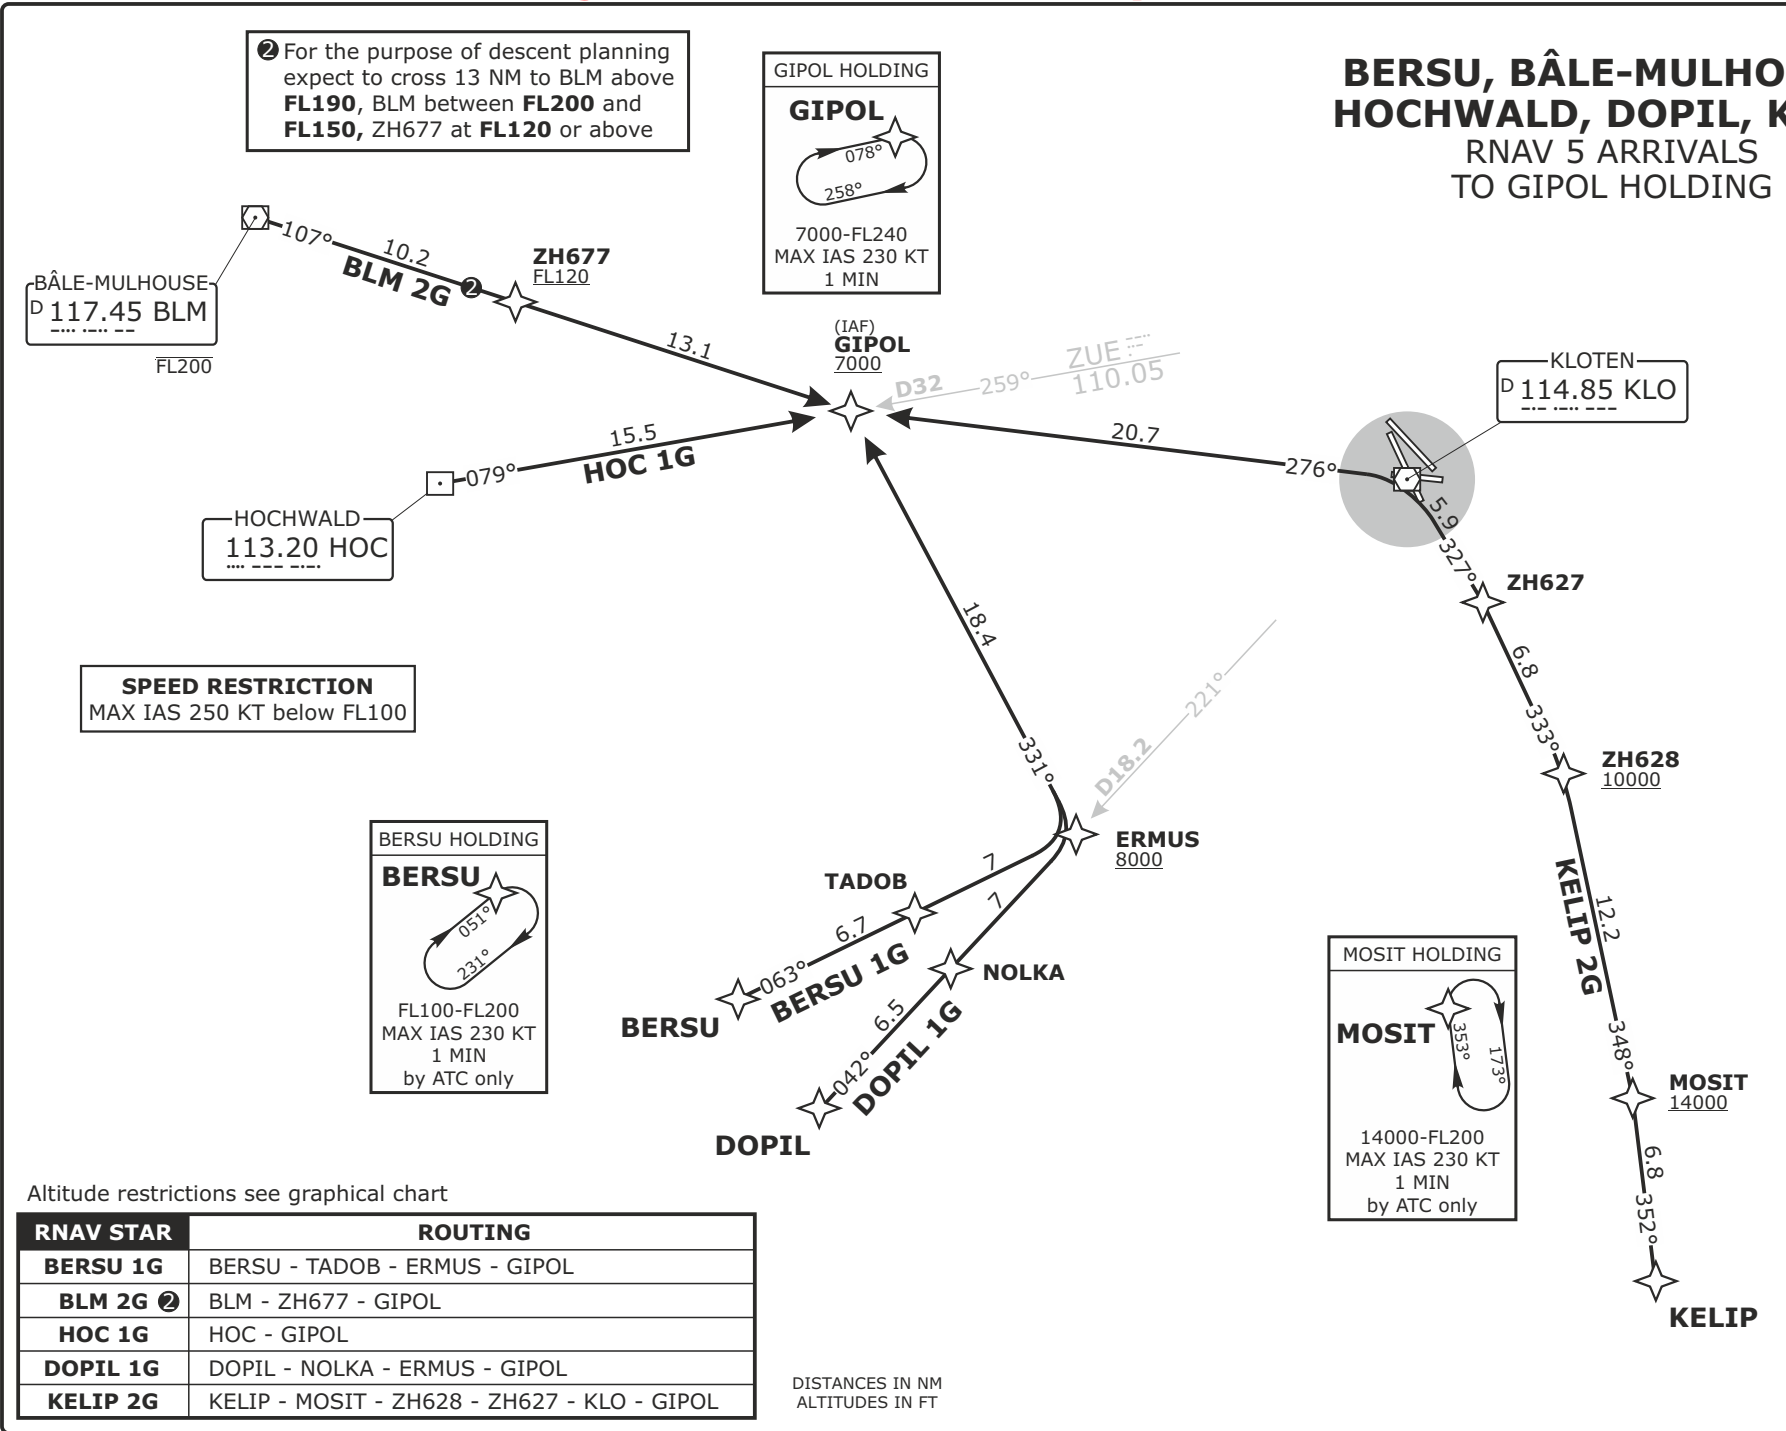 ❷ For the purpose of descent planning
expect to cross 13 NM to BLM above
FL190, BLM between FL200 and
FL150, ZH677 at FL120 or above
GIPOL HOLDING
GIPOL
078°
258°
7000-FL240
MAX IAS 230 KT
1 MIN
BERSU, BÂLE-MULHO
HOCHWALD, DOPIL,
RNAV 5 ARRIVALS
TO GIPOL HOLDING
107°
10.2
BLM 2G ❷
ZH677
FL120
BÂLE-MULHOUSE
D 117.45 BLM
FL200
13.1
(IAF)
GIPOL
7000
D32
259°
ZUE
110.05
KLOTEN
D 114.85 KLO
15.5
079°
HOC 1G
20.7
276°
HOCHWALD
113.20 HOC
5.9
327°
ZH627
18.4
6.8
SPEED RESTRICTION
MAX IAS 250 KT below FL100
221°
D18.2
331°
333°
ZH628
10000
ERMUS
8000
BERSU HOLDING
BERSU
051°
231°
FL100-FL200
MAX IAS 230 KT
1 MIN
by ATC only
TADOB
7
7
6.7
063°
BERSU 1G
BERSU
NOLKA
6.5
042°
DOPIL 1G
DOPIL
KELIP 2G
12.2
348°
MOSIT HOLDING
MOSIT
353°
173°
14000-FL200
MAX IAS 230 KT
1 MIN
by ATC only
MOSIT
14000
6.8
352°
KELIP
Altitude restrictions see graphical chart
RNAV STAR ROUTING
BERSU 1G BERSU - TADOB - ERMUS - GIPOL
BLM 2G ❷ BLM - ZH677 - GIPOL
HOC 1G HOC - GIPOL
DOPIL 1G DOPIL - NOLKA - ERMUS - GIPOL
KELIP 2G KELIP - MOSIT - ZH628 - ZH627 - KLO - GIPOL
DISTANCES IN NM
ALTITUDES IN FT